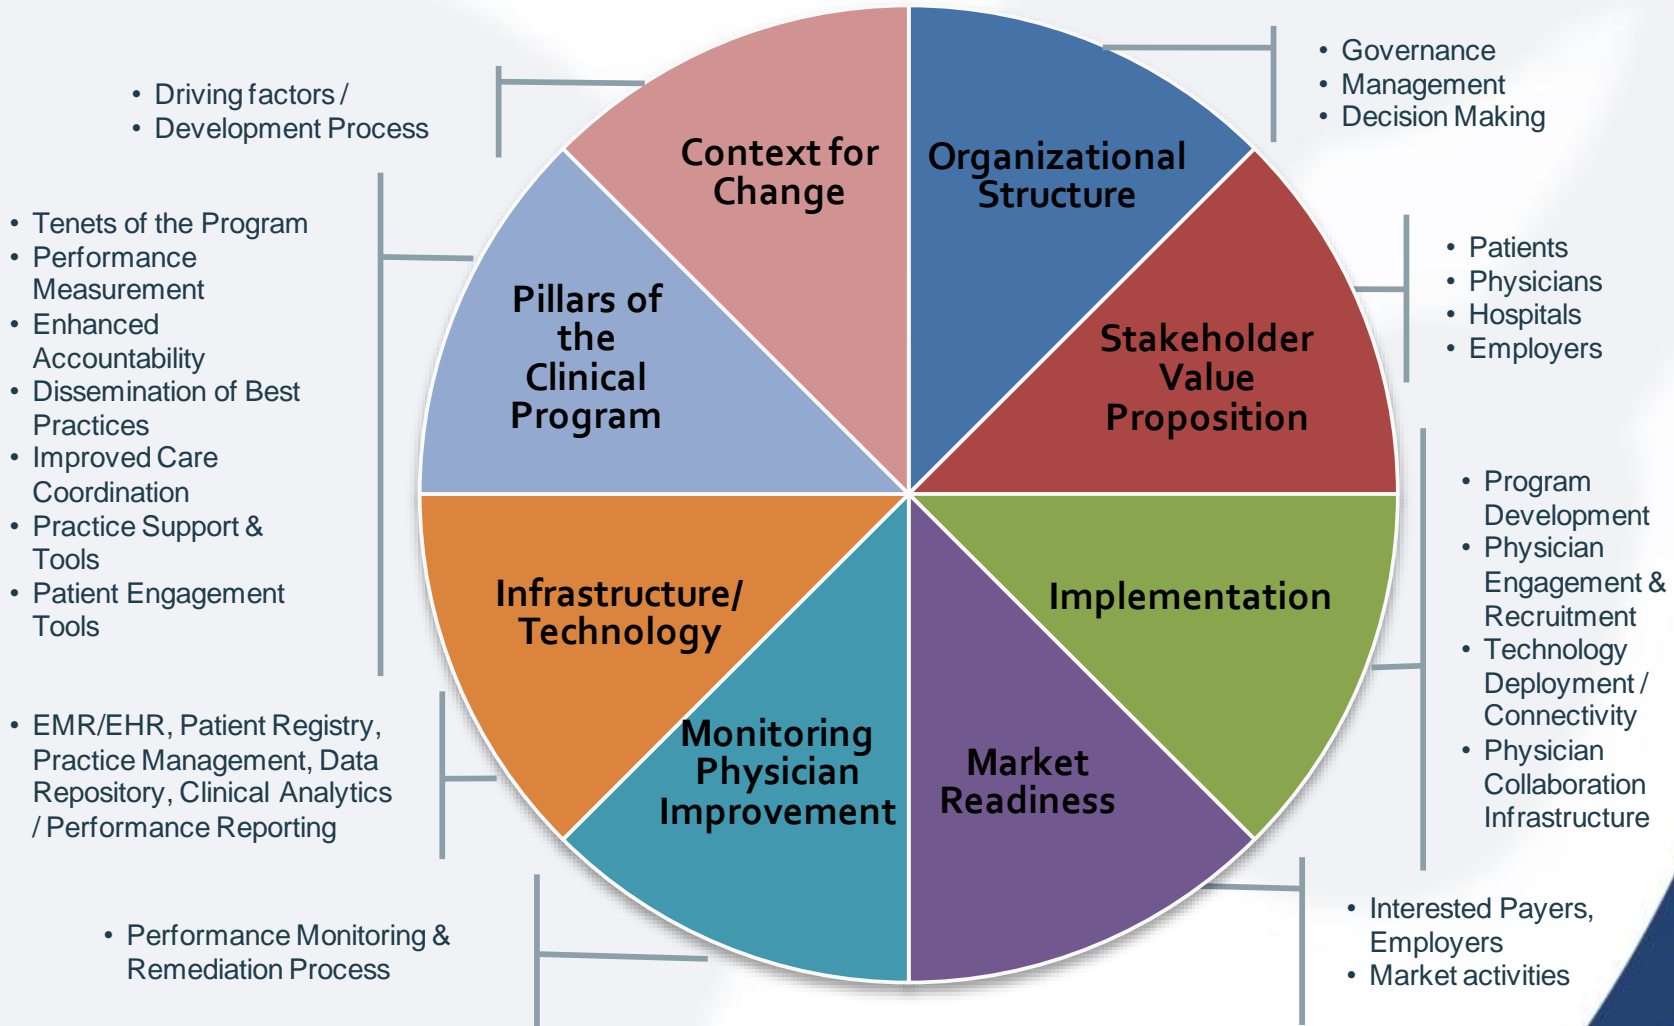 Context for
Change
• Driving factors /
• Development Process
Organizational
Structure
• Governance
• Management
• Decision Making
Stakeholder
Value
Proposition
• Patients
• Physicians
• Hospitals
• Employers
Implementation
• Program
Development
• Physician
Engagement &
Recruitment
• Technology
Deployment /
Connectivity
• Physician
Collaboration
Infrastructure
Market
Readiness
• Interested Payers,
Employers
• Market activities
Monitoring
Physician
Improvement
• Performance Monitoring &
Remediation Process
Infrastructure/
Technology
• EMR/EHR, Patient Registry,
Practice Management, Data
Repository, Clinical Analytics
/ Performance Reporting
Pillars of
the
Clinical
Program
• Tenets of the Program
• Performance
Measurement
• Enhanced
Accountability
• Dissemination of Best
Practices
• Improved Care
Coordination
• Practice Support &
Tools
• Patient Engagement
Tools